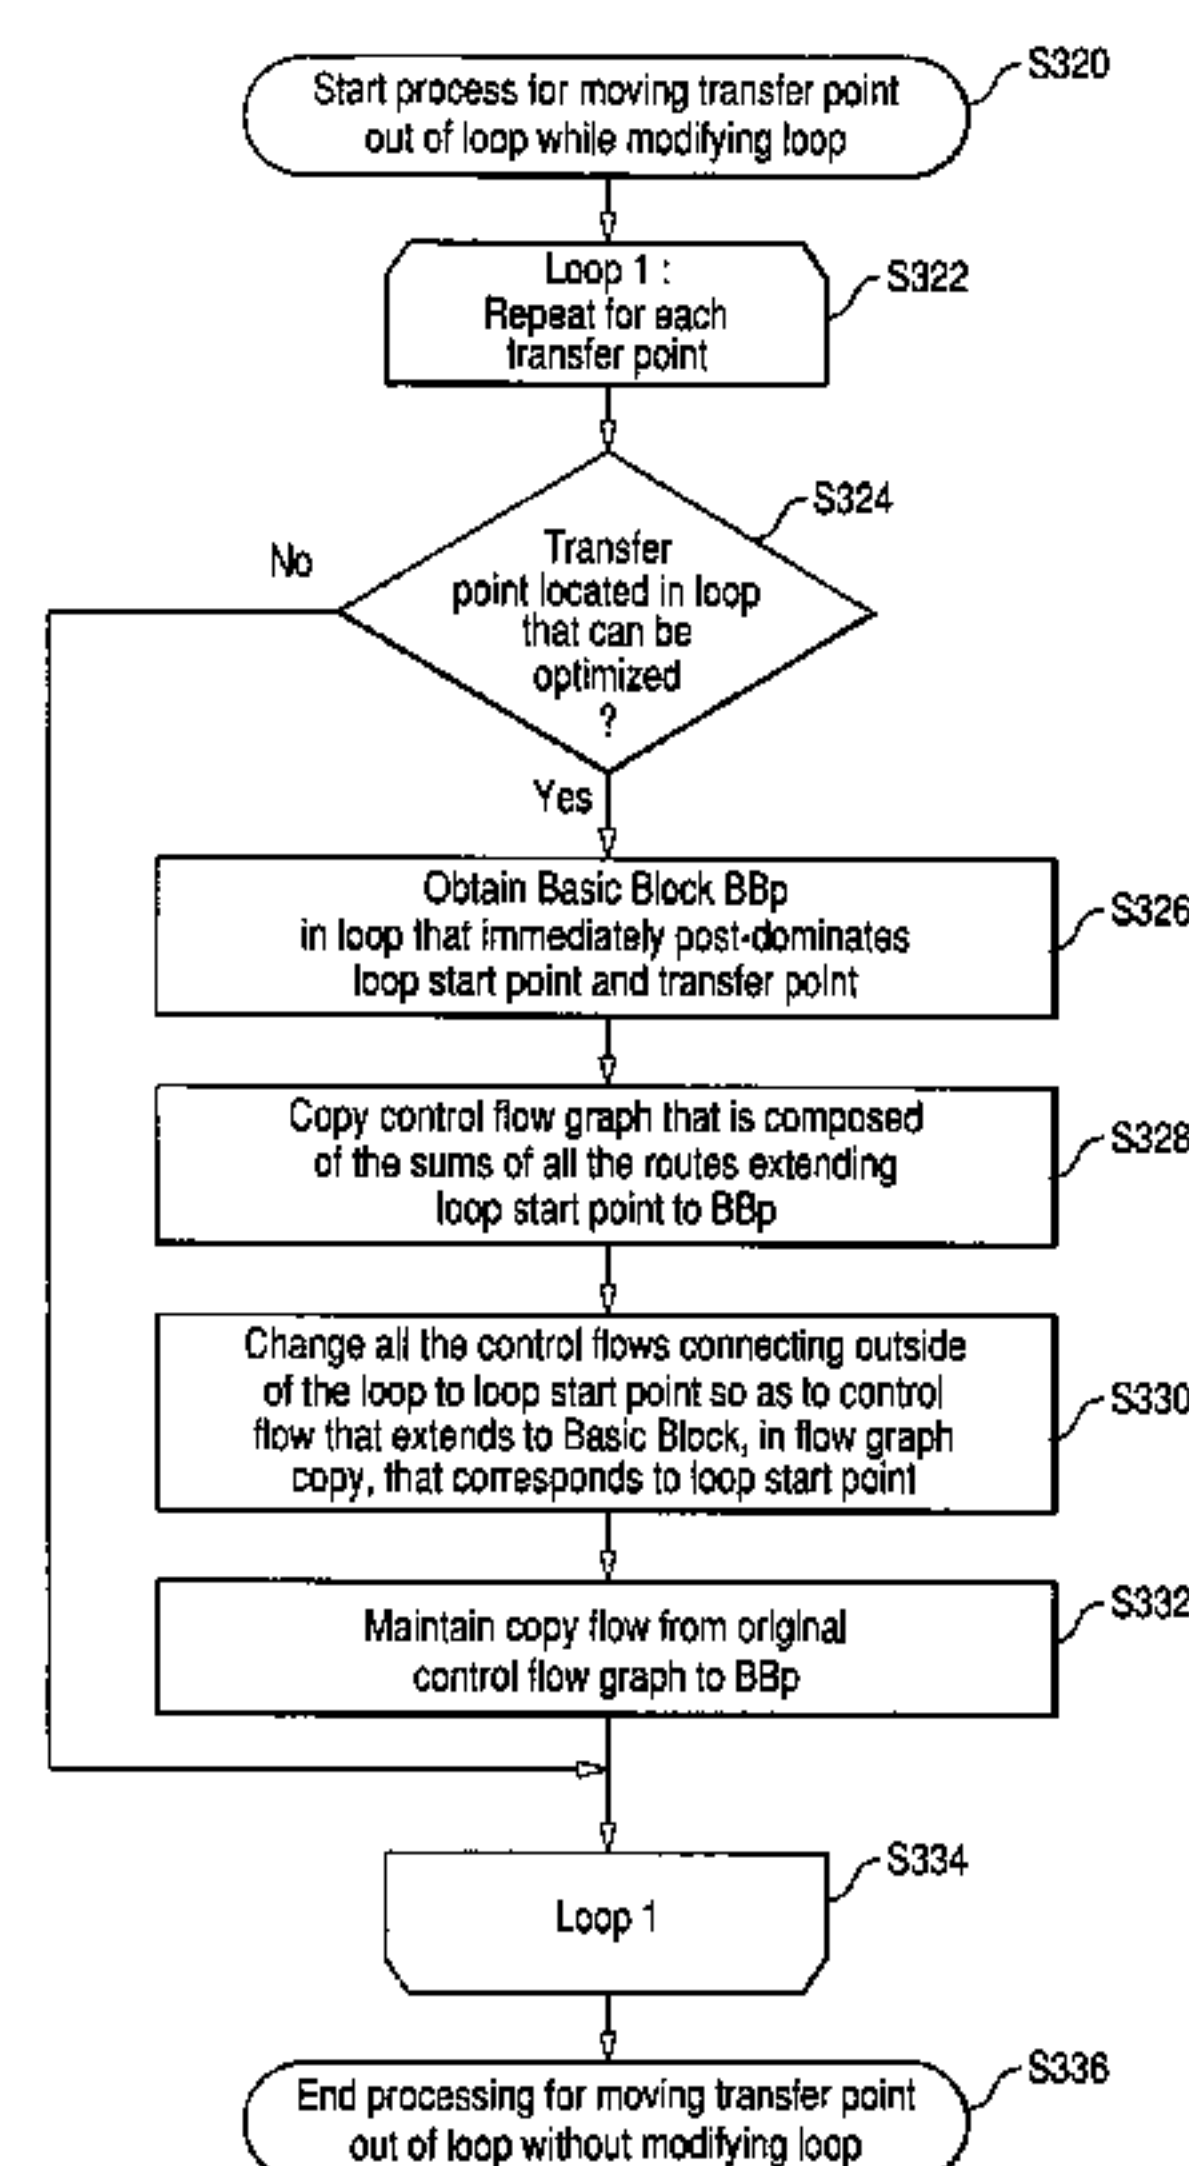 S320
Start process for moving transfer point
out of loop while modifying loop
S322
Loop 1 :
Repeat for each
transfer point
S324
No
Transfer
point located in loop
that can be
optimized
?
Yes
S326
Obtain Basic Block BBp
in loop that immediately post-dominates
loop start point and transfer point
S328
Copy control flow graph that is composed
of the sums of all the routes extending
loop start point to BBp
S330
Change all the control flows connecting outside
of the loop to loop start point so as to control
flow that extends to Basic Block, in flow graph
copy, that corresponds to loop start point
S332
Maintain copy flow from original
control flow graph to BBp
S334
Loop 1
S336
End processing for moving transfer point
out of loop without modifying loop